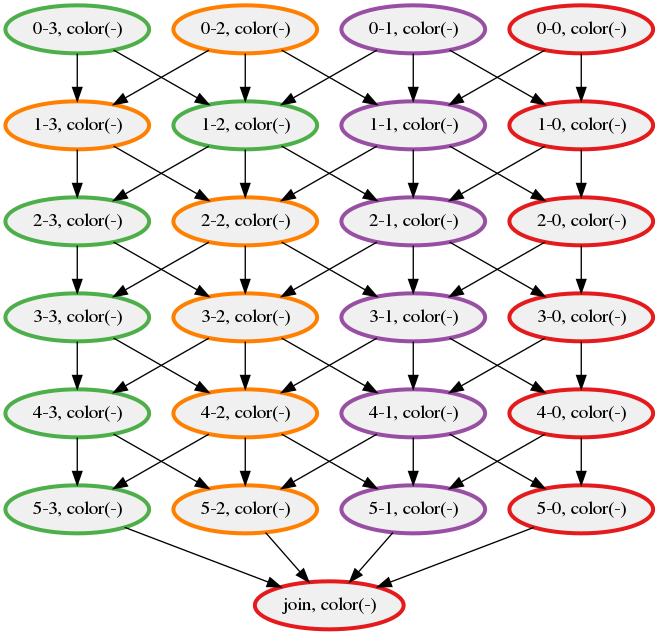 0-3, color(-)
0-2, color(-)
0-1, color(-)
0-0, color(-)
1-3, color(-)
1-2, color(-)
1-1, color(-)
1-0, color(-)
2-3, color(-)
2-2, color(-)
2-1, color(-)
2-0, color(-)
3-3, color(-)
3-2, color(-)
3-1, color(-)
3-0, color(-)
4-3, color(-)
4-2, color(-)
4-1, color(-)
4-0, color(-)
5-3, color(-)
5-2, color(-)
5-1, color(-)
5-0, color(-)
join, color(-)